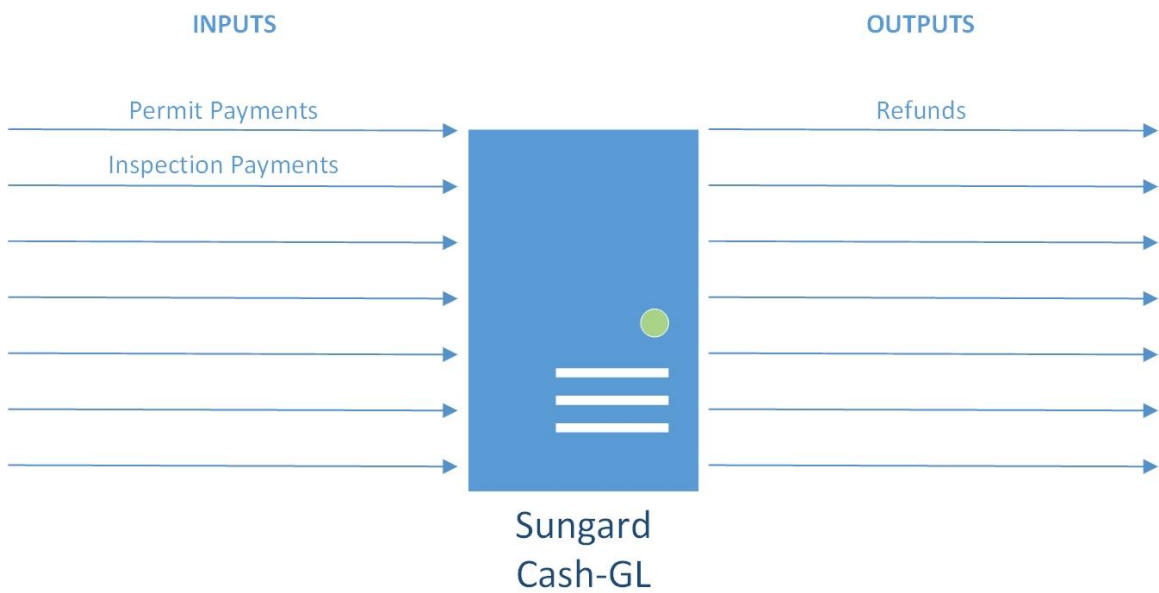 INPUTS
OUTPUTS
Permit Payments
Refunds
Inspection Payments
Sungard
Cash-GL